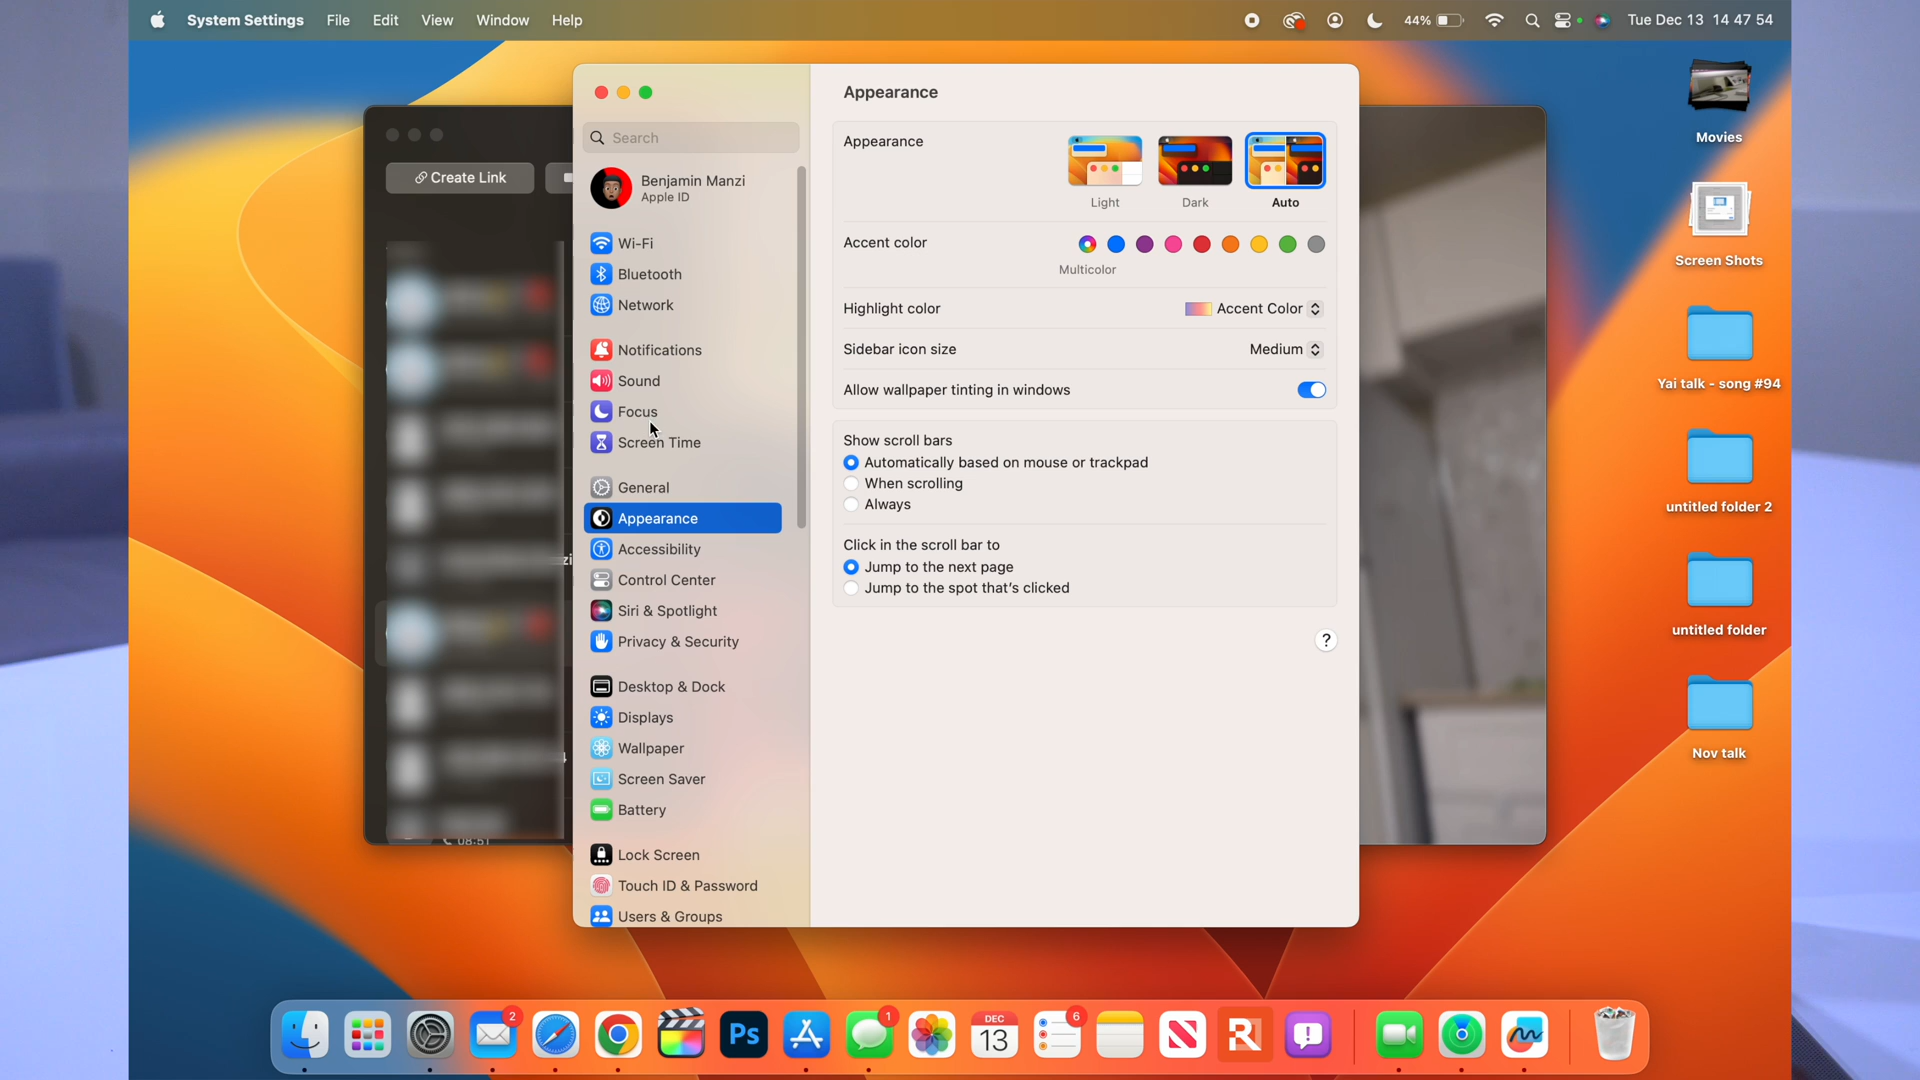 System Settings File Edit View Window Help
44% Tue Dec 13 14 47 54
Create Link
Search
Benjamin Manzi
Apple ID
Wi-Fi
Bluetooth
Network
Notifications
Sound
Focus
Screen Time
General
Appearance
Accessibility
Control Center
Siri & Spotlight
Privacy & Security
Desktop & Dock
Displays
Wallpaper
Screen Saver
Battery
Lock Screen
Touch ID & Password
Users & Groups
Appearance
Appearance
Light Dark Auto
Accent color
Multicolor
Highlight color Accent Color
Sidebar icon size Medium
Allow wallpaper tinting in windows
Show scroll bars
Automatically based on mouse or trackpad
When scrolling
Always
Click in the scroll bar to
Jump to the next page
Jump to the spot that's clicked
?
Movies
Screen Shots
Yai talk - song #94
untitled folder 2
untitled folder
Nov talk
zi
4
08:51
2
Ps
1
DEC
13
6